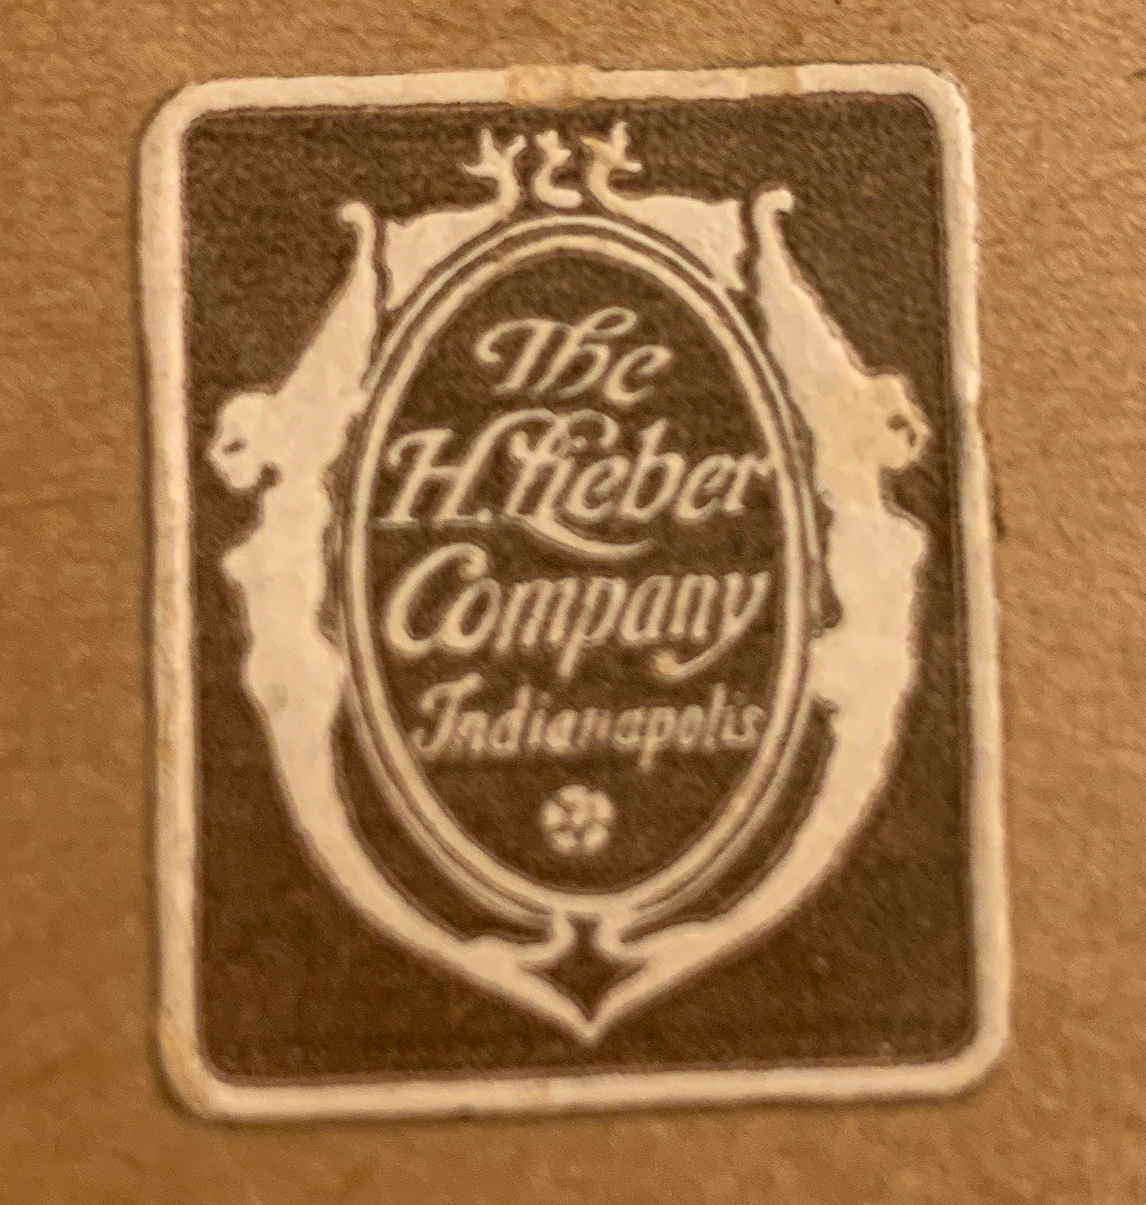 The
H. Lieber
Company
Indianapolis